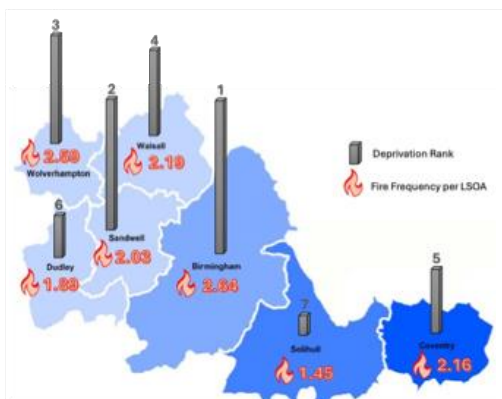 3
4
2
1
2.59
Wolverhampton
Walsall
2.19
Deprivation Rank
Fire Frequency per LSOA
6
Sandwell
2.03
Dudley
1.89
Birmingham
2.64
5
7
Solihull
1.45
Coventry
2.16